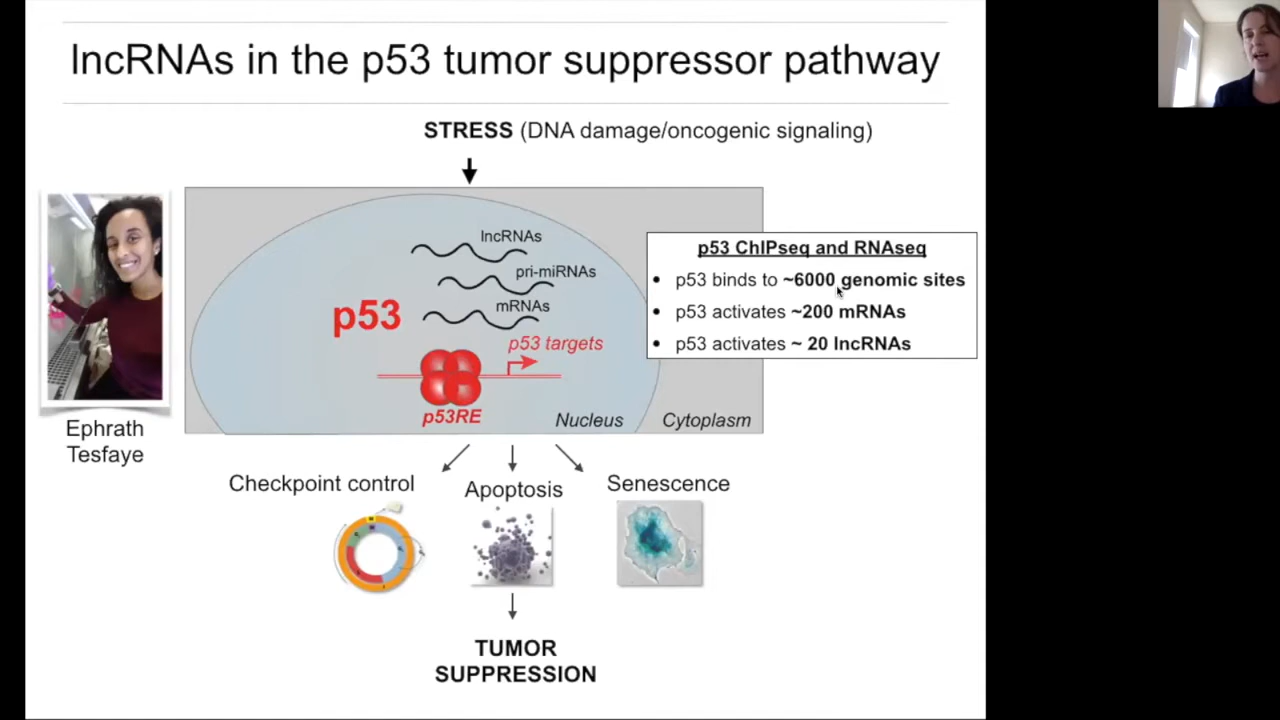 lncRNAs in the p53 tumor suppressor pathway
STRESS (DNA damage/oncogenic signaling)
lncRNAs
pri-miRNAs
mRNAs
p53
p53 targets
p53RE
Nucleus
Cytoplasm
p53 ChIPseq and RNAseq
• p53 binds to ~6000 genomic sites
• p53 activates ~200 mRNAs
• p53 activates ~ 20 lncRNAs
Ephrath
Tesfaye
Checkpoint control
Apoptosis
Senescence
TUMOR
SUPPRESSION